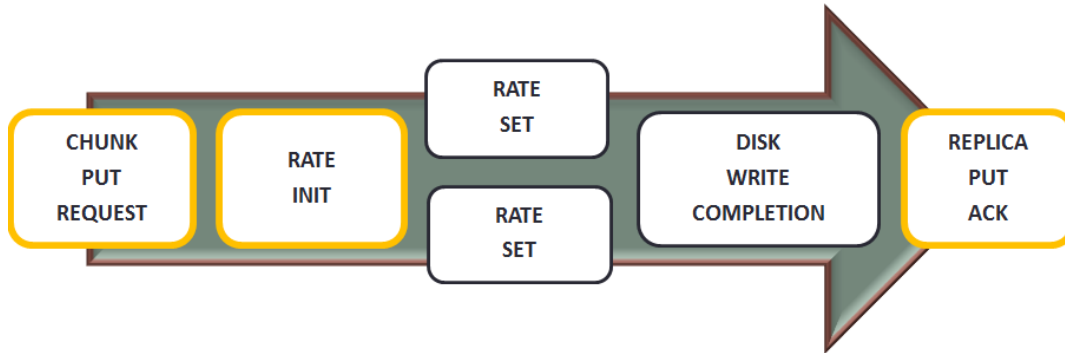 CHUNK
PUT
REQUEST
RATE
INIT
RATE
SET
RATE
SET
DISK
WRITE
COMPLETION
REPLICA
PUT
ACK